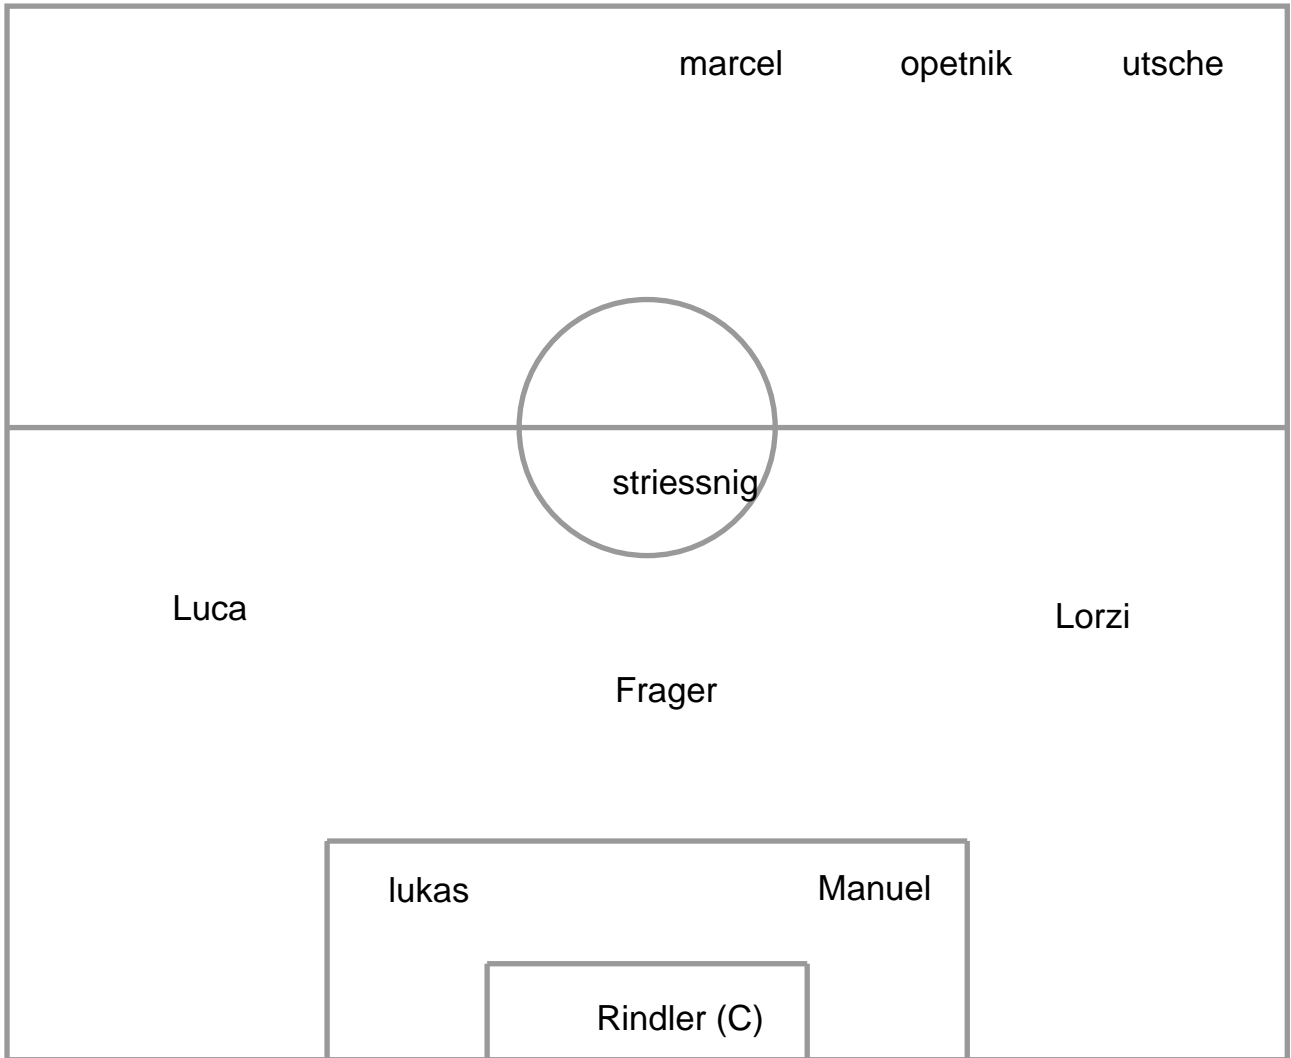 marcel opetnik utsche
striessnig
Luca
Lorzi
Frager
lukas
Manuel
Rindler (C)